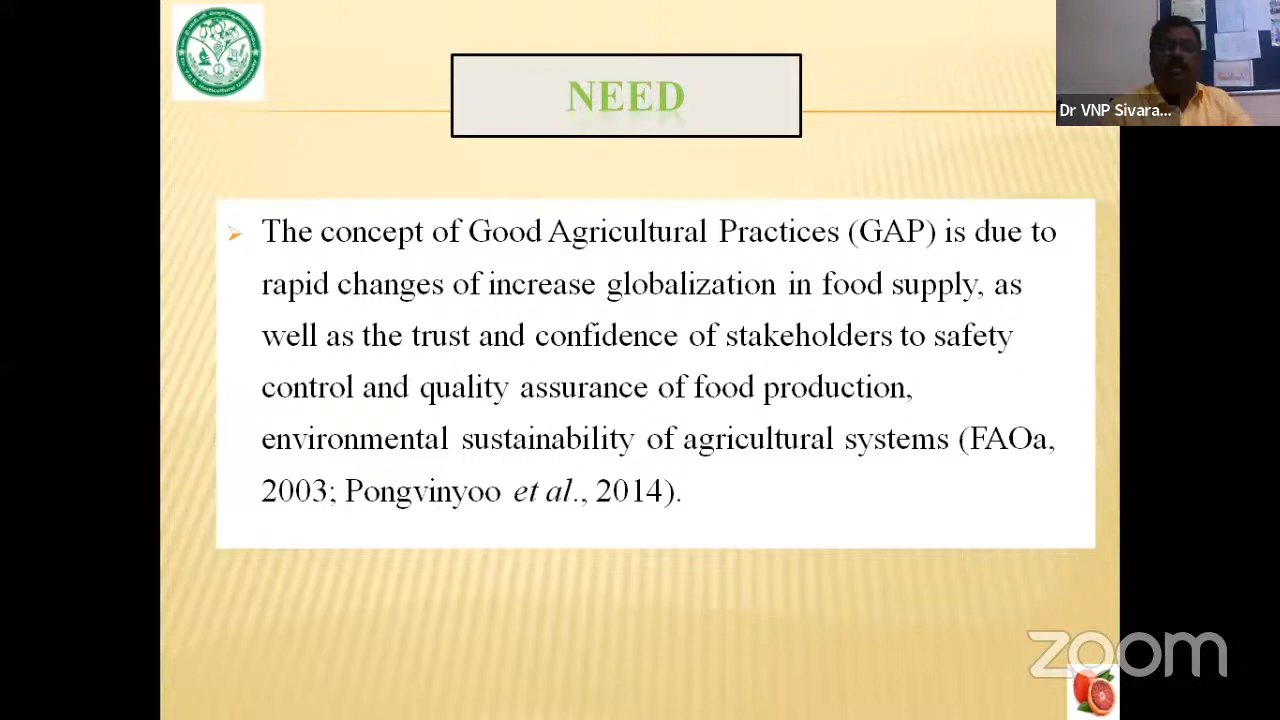 NEED
Dr VNP Sivara...
The concept of Good Agricultural Practices (GAP) is due to
rapid changes of increase globalization in food supply, as
well as the trust and confidence of stakeholders to safety
control and quality assurance of food production,
environmental sustainability of agricultural systems (FAOa,
2003; Pongvinyoo et al., 2014).
zoom